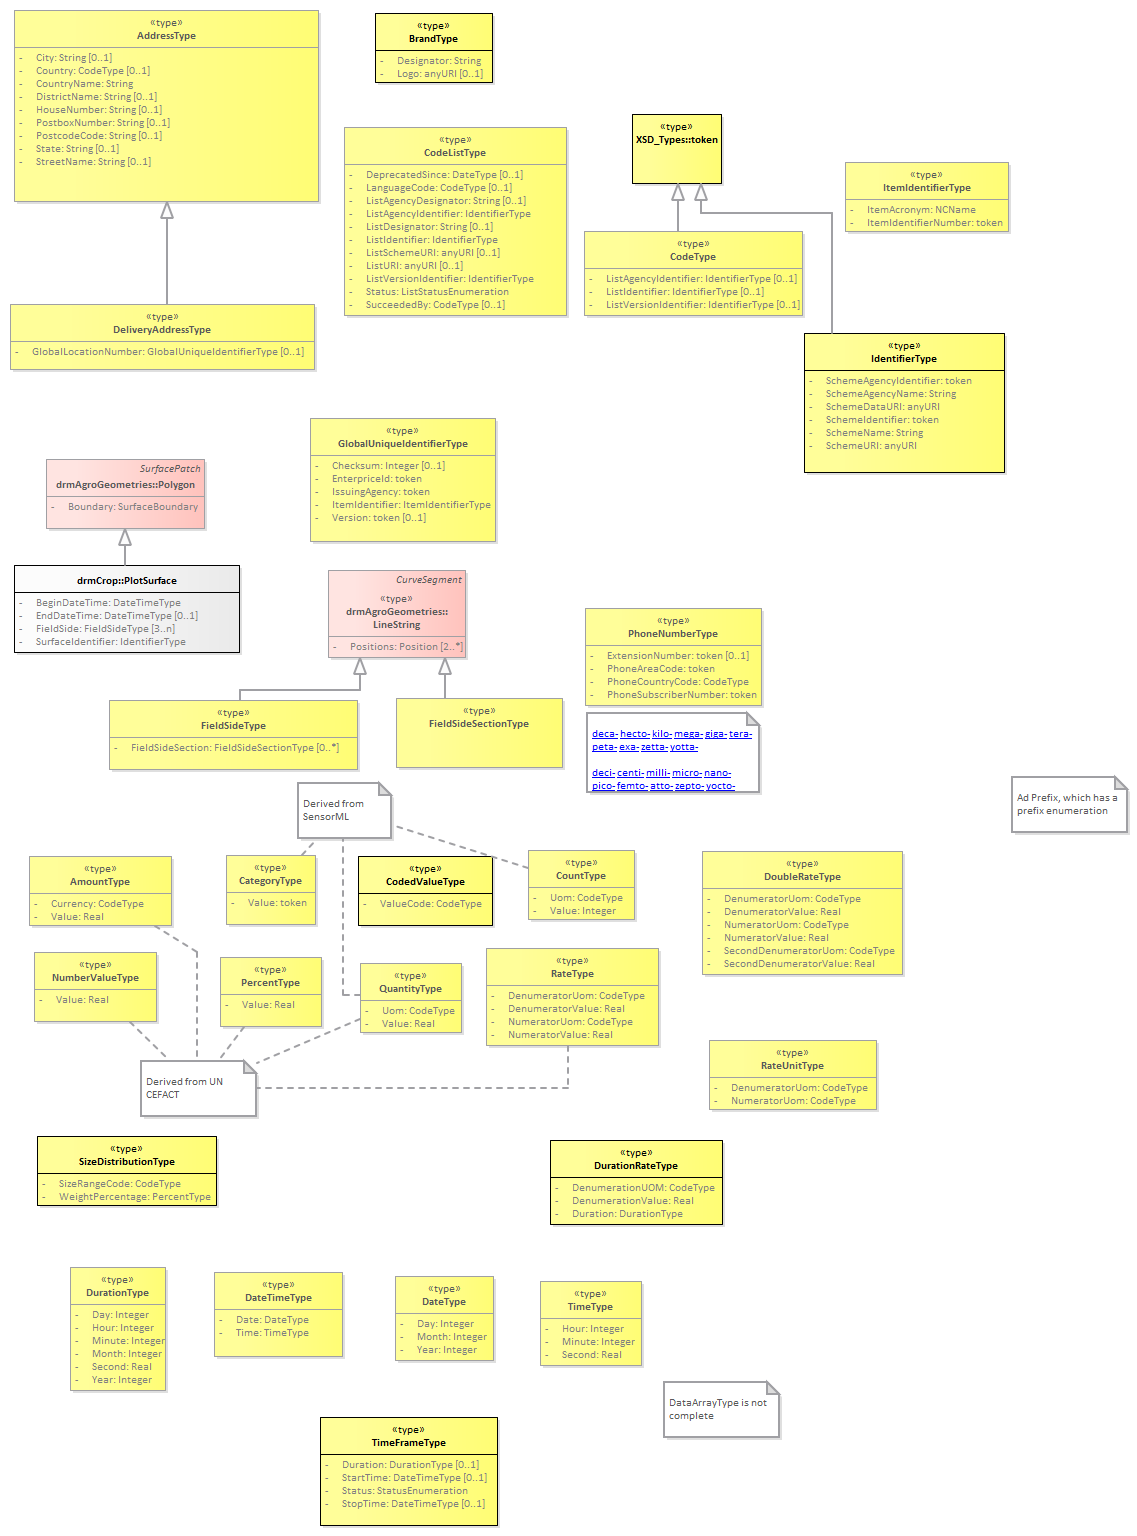 «type»
AddressType
- City: String [0..1]
- Country: CodeType [0..1]
- CountryName: String
- DistrictName: String [0..1]
- HouseNumber: String [0..1]
- PostboxNumber: String [0..1]
- PostcodeCode: String [0..1]
- State: String [0..1]
- StreetName: String [0..1]
«type»
BrandType
- Designator: String
- Logo: anyURI [0..1]
«type»
CodeListType
- DeprecatedSince: DateType [0..1]
- LanguageCode: CodeType [0..1]
- ListAgencyDesignator: String [0..1]
- ListAgencyIdentifier: IdentifierType
- ListDesignator: String [0..1]
- ListIdentifier: IdentifierType
- ListSchemeURI: anyURI [0..1]
- ListURI: anyURI [0..1]
- ListVersionIdentifier: IdentifierType
- Status: ListStatusEnumeration
- SucceededBy: CodeType [0..1]
«type»
XSD_Types::token
«type»
ItemIdentifierType
- ItemAcronym: NCName
- ItemIdentifierNumber: token
«type»
CodeType
- ListAgencyIdentifier: IdentifierType [0..1]
- ListIdentifier: IdentifierType [0..1]
- ListVersionIdentifier: IdentifierType [0..1]
«type»
DeliveryAddressType
- GlobalLocationNumber: GlobalUniqueIdentifierType [0..1]
«type»
IdentifierType
- SchemeAgencyIdentifier: token
- SchemeAgencyName: String
- SchemeDataURI: anyURI
- SchemeIdentifier: token
- SchemeName: String
- SchemeURI: anyURI
«type»
GlobalUniqueIdentifierType
- Checksum: Integer [0..1]
- EnterpriceId: token
- IssuingAgency: token
- ItemIdentifier: ItemIdentifierType
- Version: token [0..1]
SurfacePatch
drmAgroGeometries::Polygon
- Boundary: SurfaceBoundary
drmCrop::PlotSurface
- BeginDateTime: DateTimeType
- EndDateTime: DateTimeType [0..1]
- FieldSide: FieldSideType [3..n]
- SurfaceIdentifier: IdentifierType
CurveSegment
«type»
drmAgroGeometries::
LineString
- Positions: Position [2..*]
«type»
PhoneNumberType
- ExtensionNumber: token [0..1]
- PhoneAreaCode: token
- PhoneCountryCode: CodeType
- PhoneSubscriberNumber: token
«type»
FieldSideType
- FieldSideSection: FieldSideSectionType [0..*]
«type»
FieldSideSectionType
deca- hecto- kilo- mega- giga- tera-
peta- exa- zetta- yotta-
deci- centi- milli- micro- nano-
pico- femto- atto- zepto- yocto-
Ad Prefix, which has a
prefix enumeration
Derived from
SensorML
«type»
AmountType
- Currency: CodeType
- Value: Real
«type»
CategoryType
- Value: token
«type»
CodedValueType
- ValueCode: CodeType
«type»
CountType
- Uom: CodeType
- Value: Integer
«type»
DoubleRateType
- DenumeratorUom: CodeType
- DenumeratorValue: Real
- NumeratorUom: CodeType
- NumeratorValue: Real
- SecondDenumeratorUom: CodeType
- SecondDenumeratorValue: Real
«type»
NumberValueType
- Value: Real
«type»
PercentType
- Value: Real
«type»
QuantityType
- Uom: CodeType
- Value: Real
«type»
RateType
- DenumeratorUom: CodeType
- DenumeratorValue: Real
- NumeratorUom: CodeType
- NumeratorValue: Real
Derived from UN
CEFACT
«type»
RateUnitType
- DenumeratorUom: CodeType
- NumeratorUom: CodeType
«type»
SizeDistributionType
- SizeRangeCode: CodeType
- WeightPercentage: PercentType
«type»
DurationRateType
- DenumerationUOM: CodeType
- DenumerationValue: Real
- Duration: DurationType
«type»
DurationType
- Day: Integer
- Hour: Integer
- Minute: Integer
- Month: Integer
- Second: Real
- Year: Integer
«type»
DateTimeType
- Date: DateType
- Time: TimeType
«type»
DateType
- Day: Integer
- Month: Integer
- Year: Integer
«type»
TimeType
- Hour: Integer
- Minute: Integer
- Second: Real
DataArrayType is not
complete
«type»
TimeFrameType
- Duration: DurationType [0..1]
- StartTime: DateTimeType [0..1]
- Status: StatusEnumeration
- StopTime: DateTimeType [0..1]